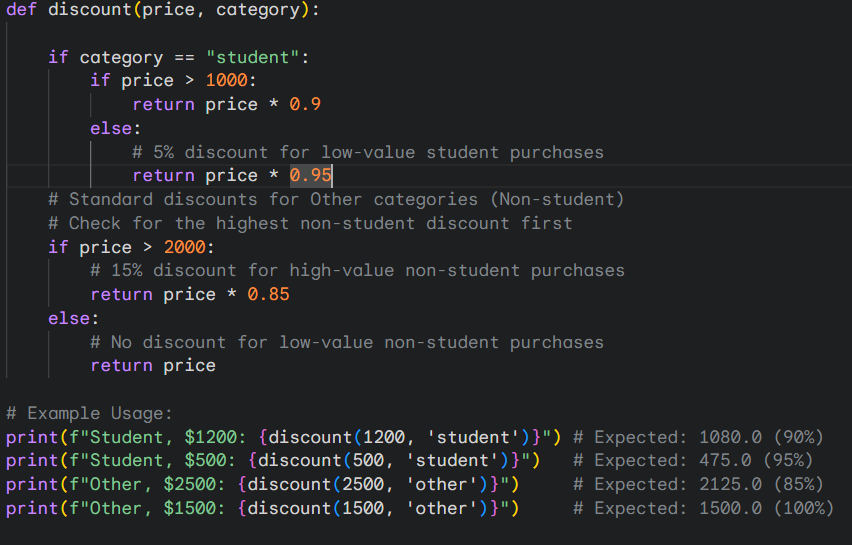 def discount(price, category):
    if category == "student":
        if price > 1000:
            return price * 0.9
        else:
            # 5% discount for low-value student purchases
            return price * 0.95
    # Standard discounts for Other categories (Non-student)
    # Check for the highest non-student discount first
    if price > 2000:
        # 15% discount for high-value non-student purchases
        return price * 0.85
    else:
        # No discount for low-value non-student purchases
        return price
# Example Usage:
print(f"Student, $1200: {discount(1200, 'student')}") # Expected: 1080.0 (90%)
print(f"Student, $500: {discount(500, 'student')}")   # Expected: 475.0 (95%)
print(f"Other, $2500: {discount(2500, 'other')}")     # Expected: 2125.0 (85%)
print(f"Other, $1500: {discount(1500, 'other')}")     # Expected: 1500.0 (100%)